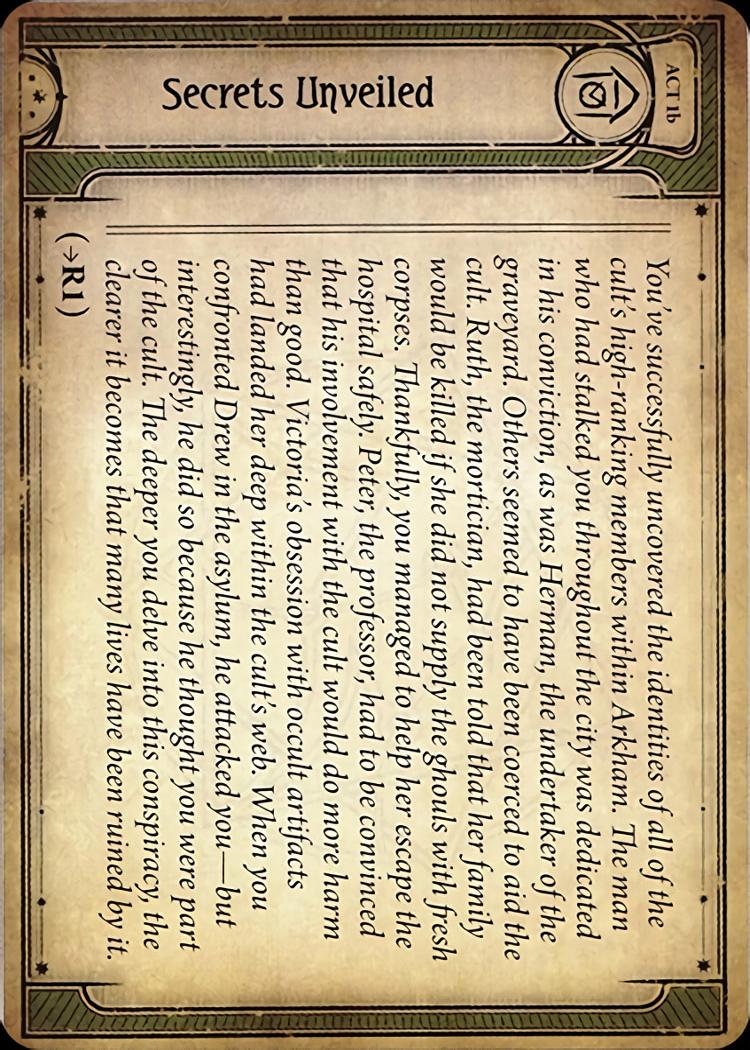 ACT 1b
Secrets Unveiled
You've successfully uncovered the identities of all of the
cult's high-ranking members within Arkham. The man
who had stalked you throughout the city was dedicated
in his conviction, as was Herman, the undertaker of the
graveyard. Others seemed to have been coerced to aid the
cult. Ruth, the mortician, had been told that her family
would be killed if she did not supply the ghouls with fresh
corpses. Thankfully, you managed to help her escape the
hospital safely. Peter, the professor, had to be convinced
that his involvement with the cult would do more harm
than good. Victoria's obsession with occult artifacts
had landed her deep within the cult's web. When you
confronted Drew in the asylum, he attacked you—but
interestingly, he did so because he thought you were part
of the cult. The deeper you delve into this conspiracy, the
clearer it becomes that many lives have been ruined by it.
(→R1)